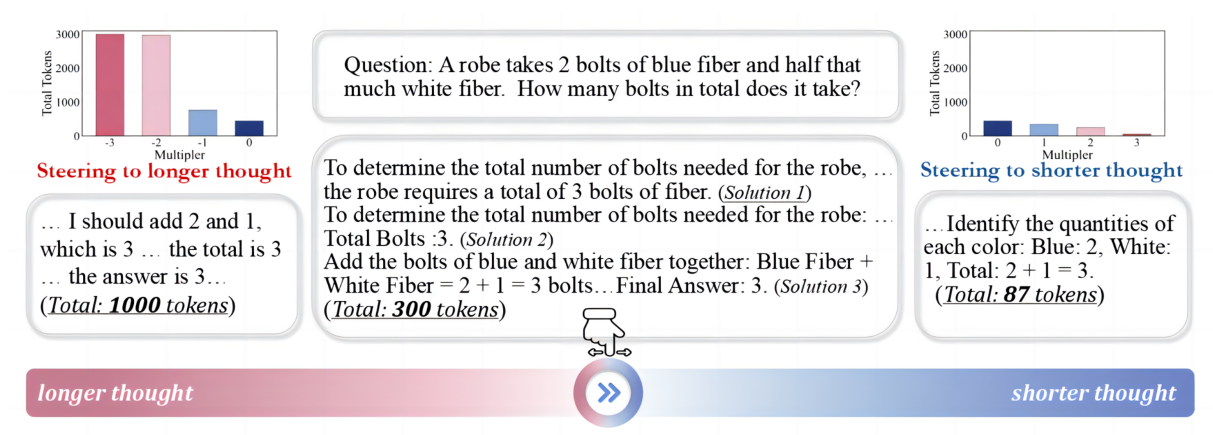 3000
2000
1000
0
Total Tokens
-3 -2 -1 0
Multipler
Steering to longer thought
… I should add 2 and 1,
which is 3 … the total is 3
… the answer is 3…
(Total: 1000 tokens)
Question: A robe takes 2 bolts of blue fiber and half that
much white fiber. How many bolts in total does it take?
To determine the total number of bolts needed for the robe, …
the robe requires a total of 3 bolts of fiber. (Solution 1)
To determine the total number of bolts needed for the robe: …
Total Bolts :3. (Solution 2)
Add the bolts of blue and white fiber together: Blue Fiber +
White Fiber = 2 + 1 = 3 bolts…Final Answer: 3. (Solution 3)
(Total: 300 tokens)
3000
2000
1000
0
Total Tokens
0 1 2 3
Multipler
Steering to shorter thought
…Identify the quantities of
each color: Blue: 2, White:
1, Total: 2 + 1 = 3.
(Total: 87 tokens)
longer thought
shorter thought